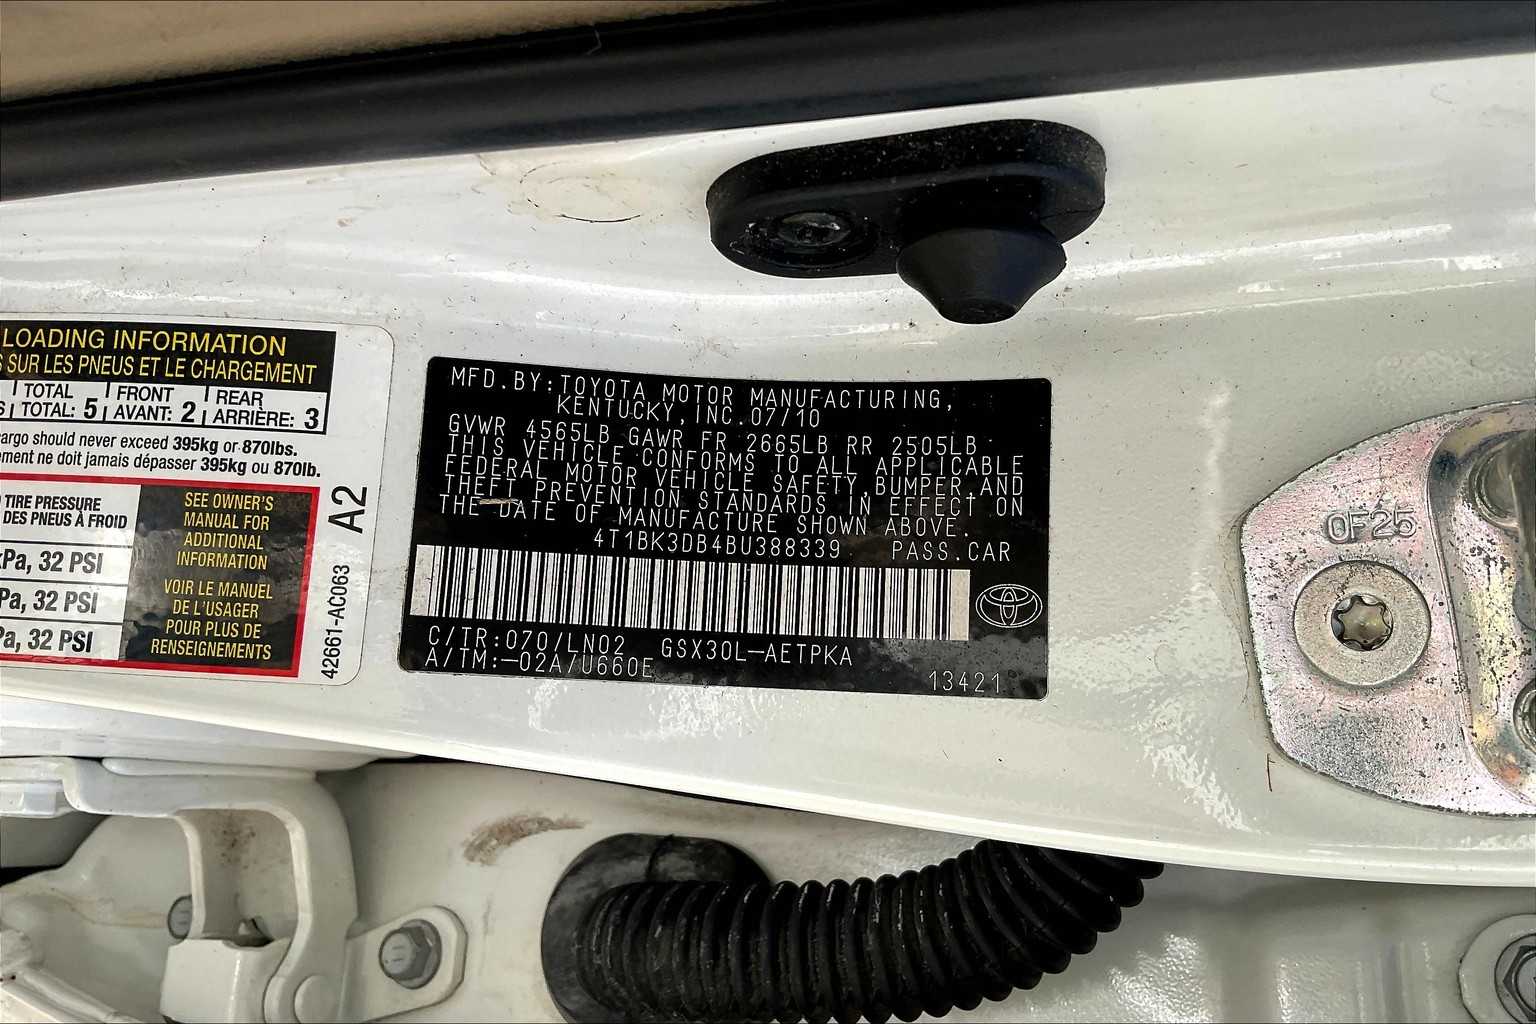 LOADING INFORMATION
SUR LES PNEUS ET LE CHARGEMENT
TOTAL FRONT REAR
TOTAL: 5 AVANT: 2 ARRIÈRE: 3
cargo should never exceed 395kg or 870lbs.
ment ne doit jamais dépasser 395kg ou 870lb.
TIRE PRESSURE
DES PNEUS À FROID
kPa, 32 PSI
Pa, 32 PSI
Pa, 32 PSI
SEE OWNER'S
MANUAL FOR
ADDITIONAL
INFORMATION
VOIR LE MANUEL
DE L'USAGER
POUR PLUS DE
RENSEIGNEMENTS
A2
42661-AC063
MFD.BY:TOYOTA MOTOR MANUFACTURING,
KENTUCKY,INC.07/10
GVWR 4565LB GAWR FR 2665LB RR 2505LB
THIS VEHICLE CONFORMS TO ALL APPLICABLE
FEDERAL MOTOR VEHICLE SAFETY,BUMPER,AND
THEFT PREVENTION STANDARDS IN EFFECT ON
THE DATE OF MANUFACTURE SHOWN ABOVE.
4T1BK3DB4BU388339 PASS.CAR
C/TR:070/LN02 GSX30L-AETPKA
A/TM:-02A/U660E
13421
OF25